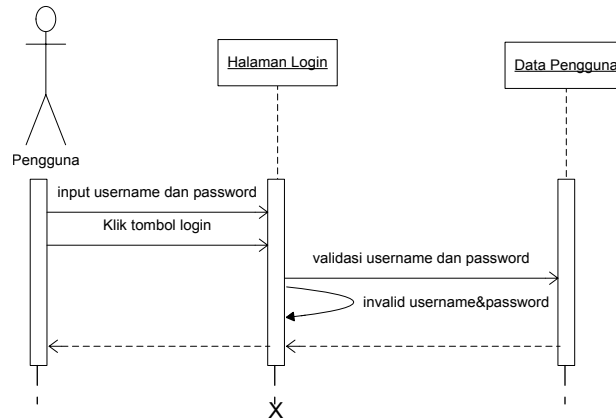 Halaman Login
Data Pengguna
Pengguna
input username dan password
Klik tombol login
validasi username dan password
invalid username&password
X